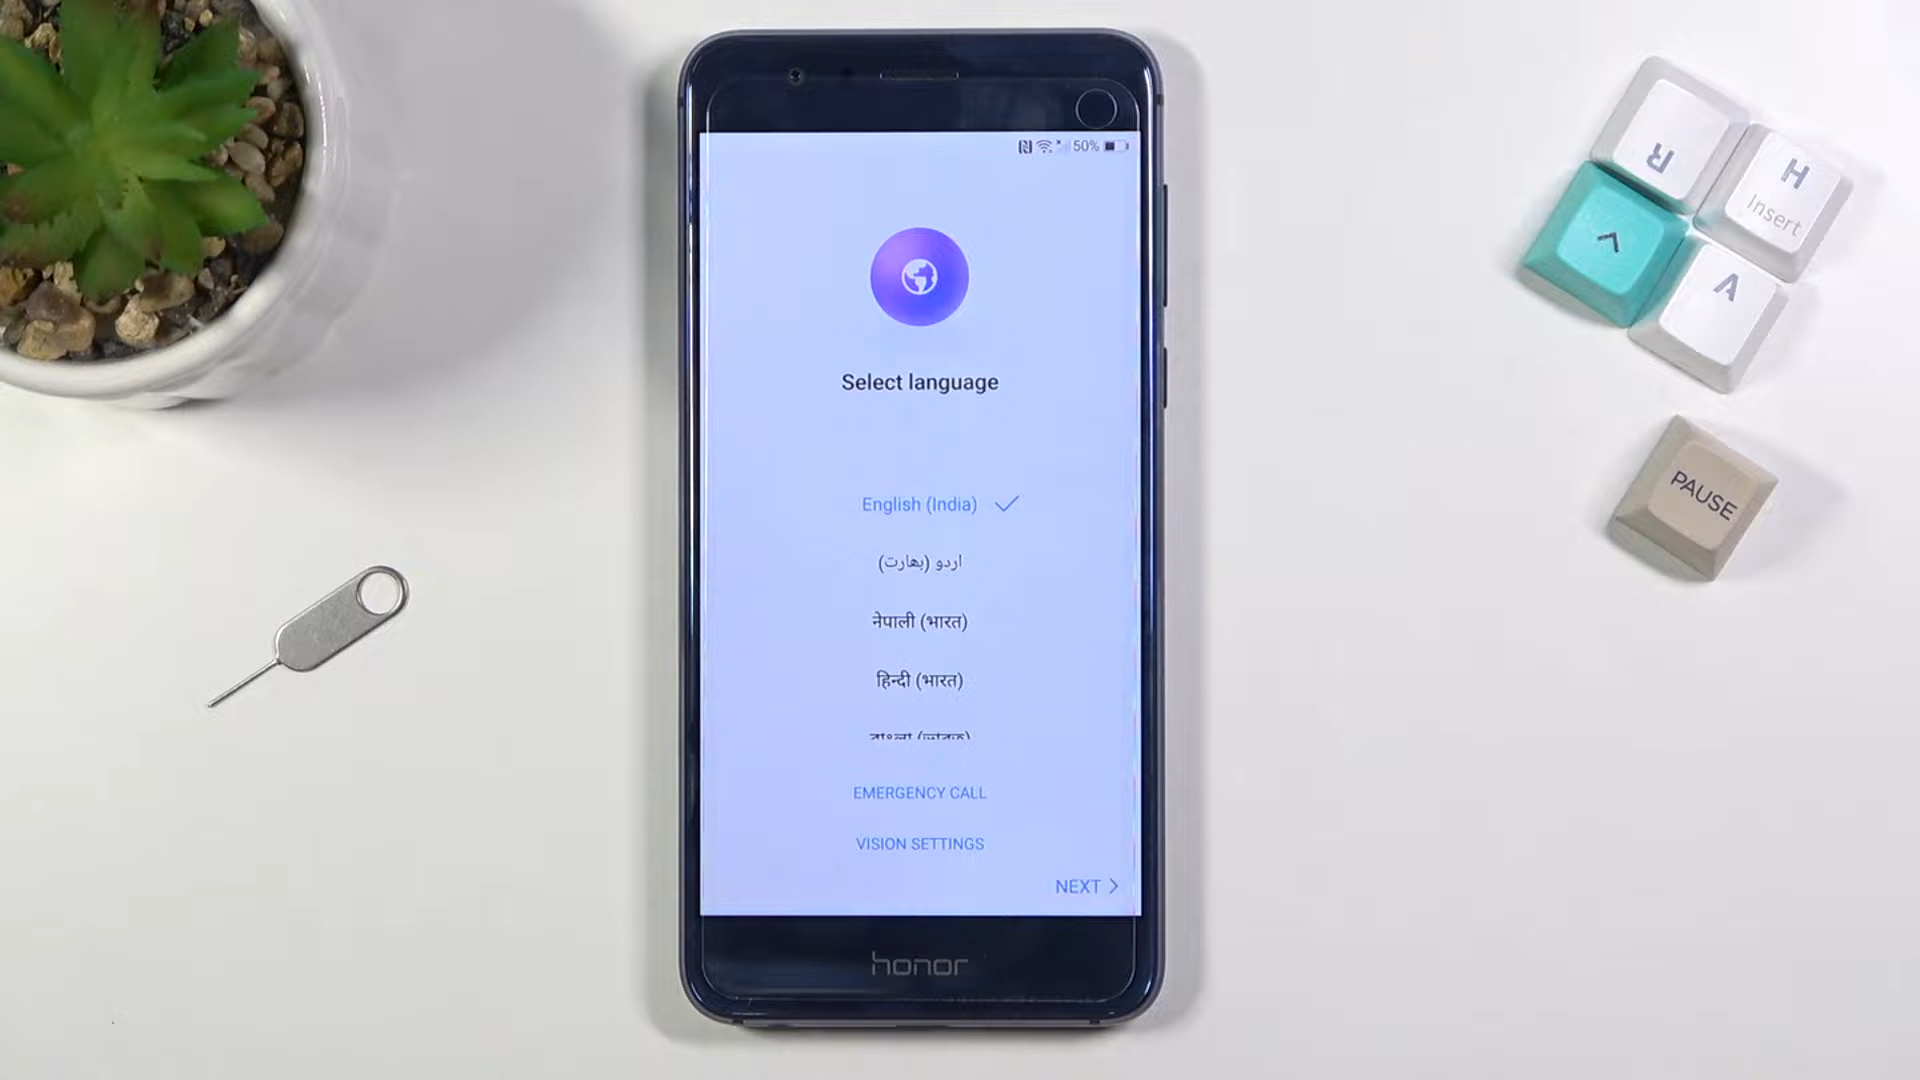 50%
Select language
English (India)
اردو (بھارت)
नेपाली (भारत)
हिन्दी (भारत)
EMERGENCY CALL
VISION SETTINGS
NEXT
honor
R
H
Insert
A
PAUSE